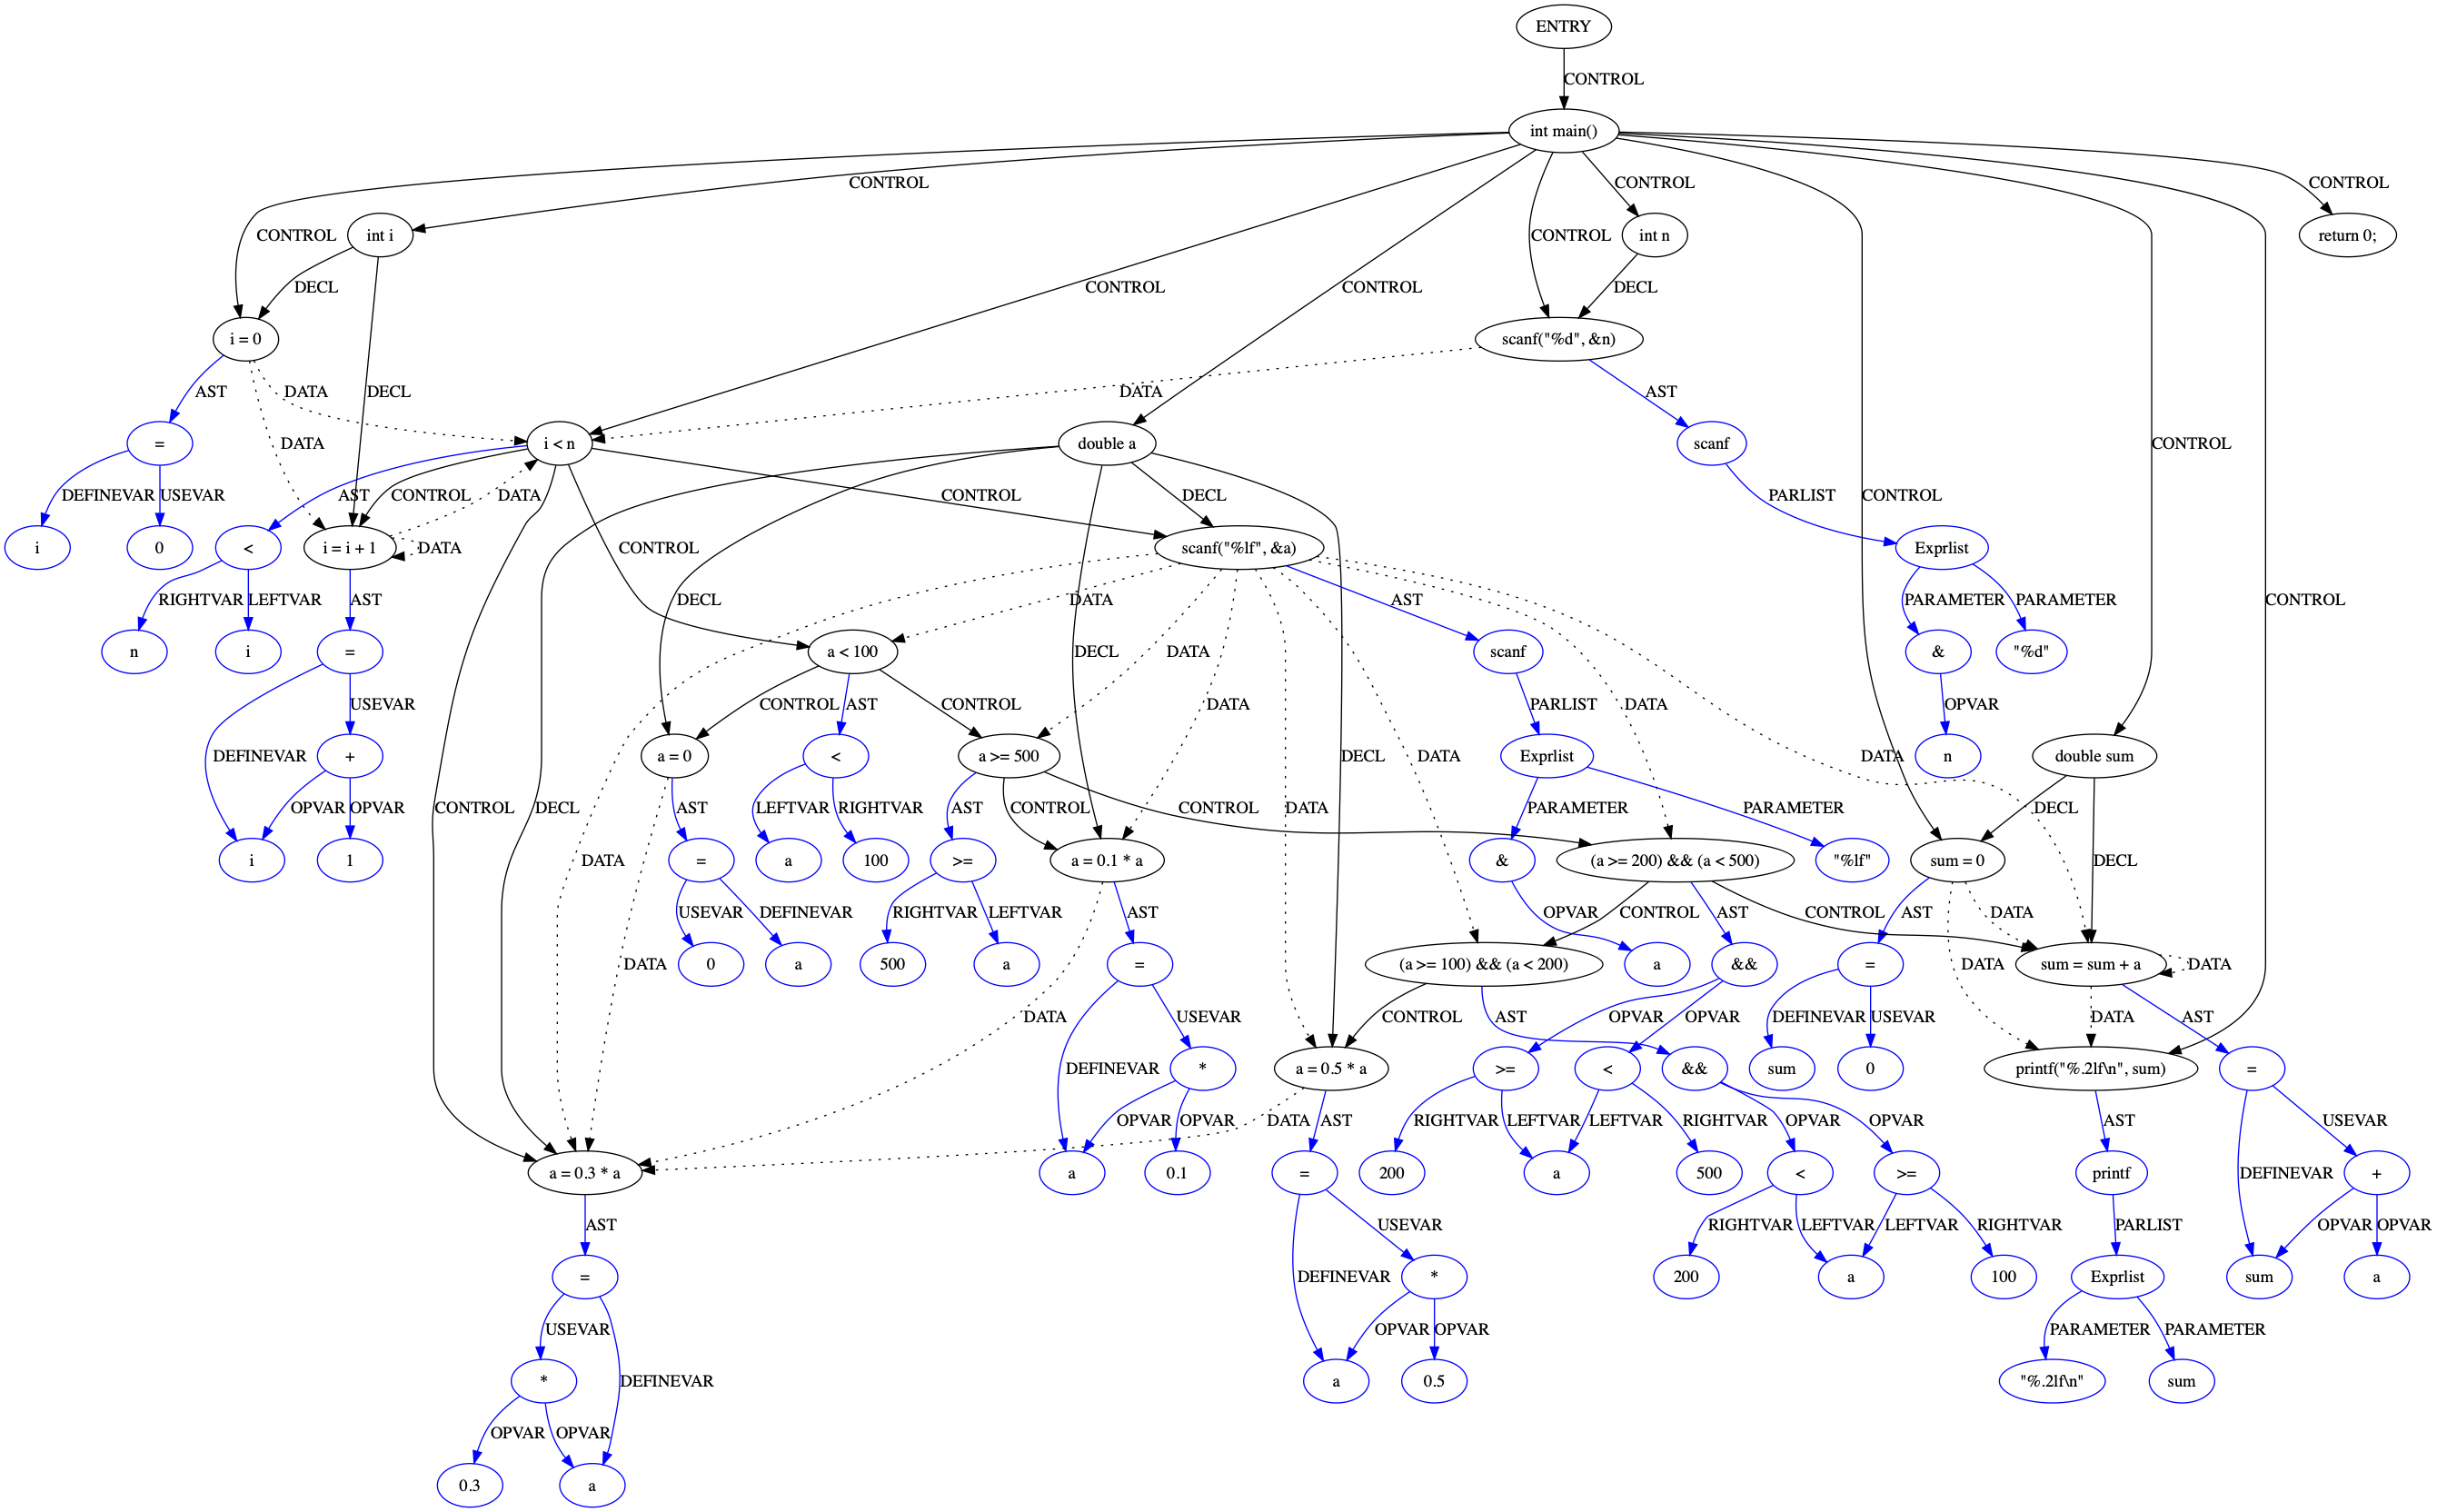 ENTRY
CONTROL
int main()
CONTROL
CONTROL
CONTROL
CONTROL
int i
CONTROL
int n
return 0;
DECL
CONTROL
CONTROL
DECL
i = 0
scanf("%d", &n)
AST
DATA
DECL
DATA
AST
=
DATA
i < n
double a
scanf
CONTROL
DEFINEVAR
USEVAR
AST
CONTROL
DATA
CONTROL
DECL
PARLIST
CONTROL
i
0
<
i = i + 1
DATA
CONTROL
scanf("%lf", &a)
Exprlist
RIGHTVAR
LEFTVAR
AST
DECL
DATA
AST
PARAMETER
PARAMETER
CONTROL
n
i
=
a < 100
DECL
DATA
scanf
&
"%d"
USEVAR
CONTROL
AST
CONTROL
DATA
PARLIST
DATA
OPVAR
DEFINEVAR
+
a = 0
<
a >= 500
DATA
DECL
Exprlist
DATA
n
double sum
OPVAR
OPVAR
CONTROL
DECL
DATA
AST
LEFTVAR
RIGHTVAR
AST
CONTROL
CONTROL
DATA
PARAMETER
PARAMETER
DECL
i
1
=
a
100
>=
a = 0.1 * a
&
(a >= 200) && (a < 500)
"%lf"
sum = 0
DECL
USEVAR
DEFINEVAR
RIGHTVAR
LEFTVAR
AST
OPVAR
CONTROL
AST
CONTROL
AST
DATA
DATA
0
a
500
a
=
(a >= 100) && (a < 200)
a
&&
=
DATA
sum = sum + a
DATA
DATA
USEVAR
CONTROL
AST
OPVAR
OPVAR
DEFINEVAR
USEVAR
DATA
AST
DEFINEVAR
*
a = 0.5 * a
>=
<
&&
sum
0
printf("%.2lf\n", sum)
=
OPVAR
OPVAR
DATA
AST
RIGHTVAR
LEFTVAR
LEFTVAR
RIGHTVAR
OPVAR
OPVAR
AST
USEVAR
a = 0.3 * a
a
0.1
=
200
a
500
<
>=
printf
DEFINEVAR
+
AST
USEVAR
RIGHTVAR
LEFTVAR
LEFTVAR
RIGHTVAR
PARLIST
OPVAR
OPVAR
=
DEFINEVAR
*
200
a
100
Exprlist
sum
a
USEVAR
OPVAR
OPVAR
PARAMETER
PARAMETER
*
DEFINEVAR
a
0.5
"%.2lf\n"
sum
OPVAR
OPVAR
0.3
a